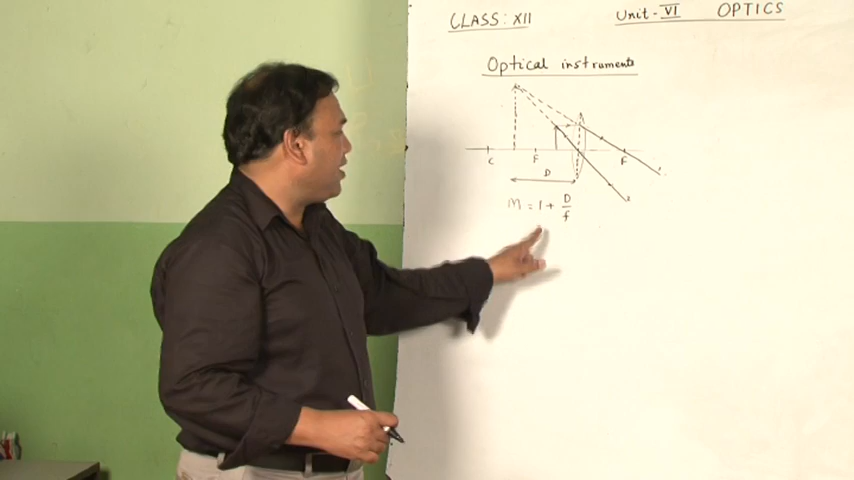 CLASS: XII
Unit-VI OPTICS
Optical instruments
C F F
D
M = 1 + D/f